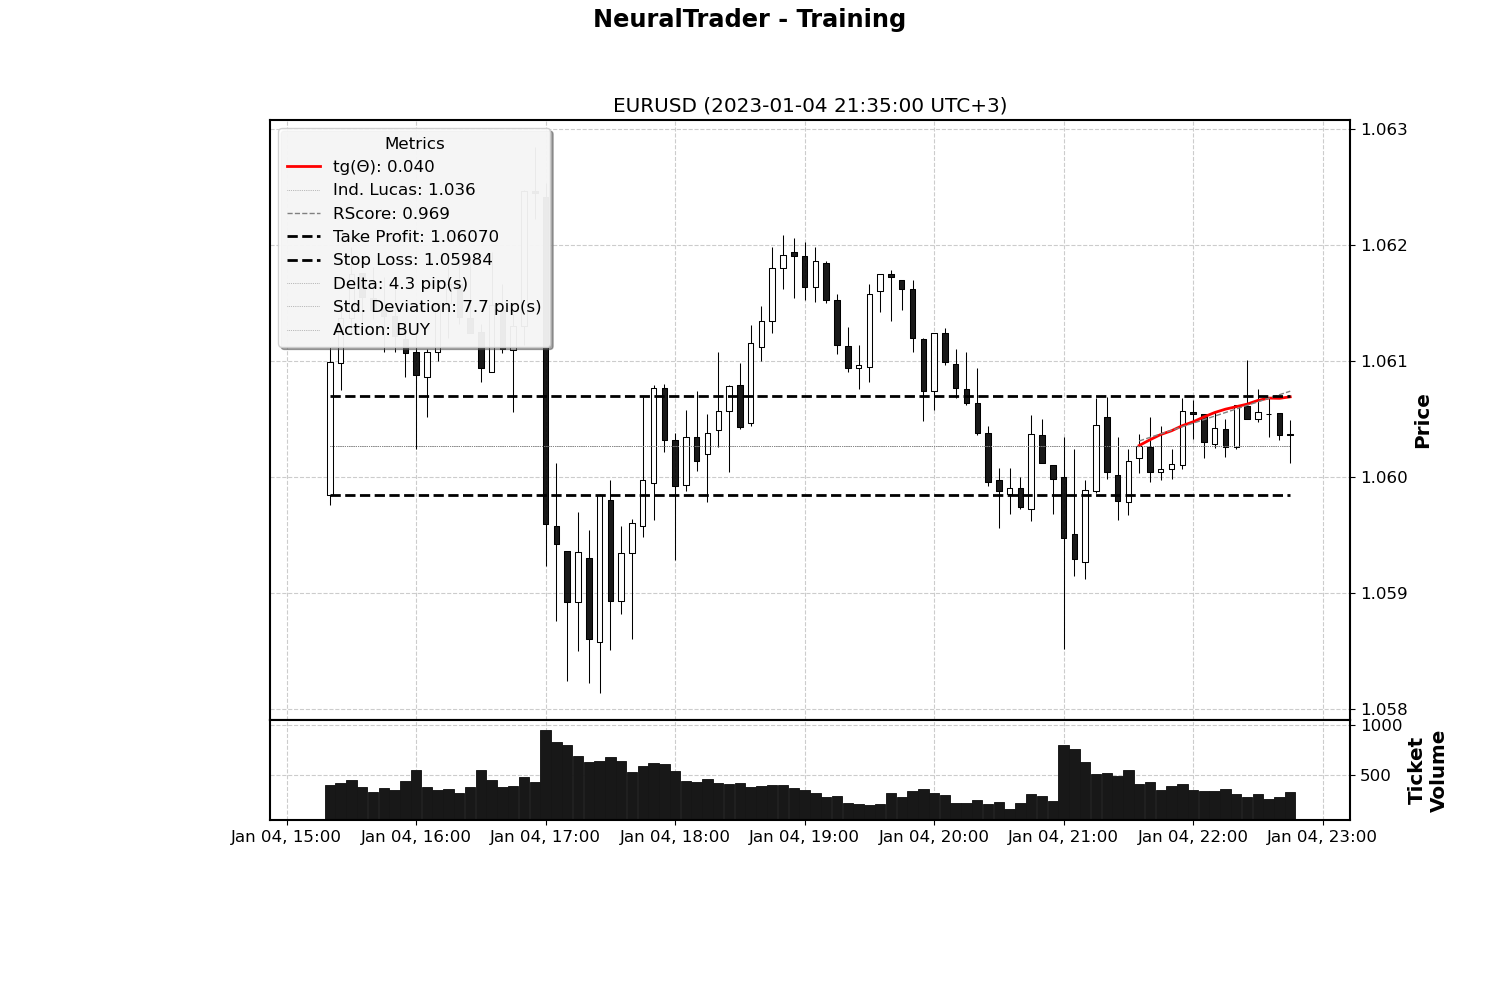 NeuralTrader - Training
EURUSD (2023-01-04 21:35:00 UTC+3)
Metrics
tg(Θ): 0.040
Ind. Lucas: 1.036
RScore: 0.969
Take Profit: 1.06070
Stop Loss: 1.05984
Delta: 4.3 pip(s)
Std. Deviation: 7.7 pip(s)
Action: BUY
1.063
1.062
1.061
1.060
1.059
1.058
Price
1000
500
Ticket
Volume
Jan 04, 15:00
Jan 04, 16:00
Jan 04, 17:00
Jan 04, 18:00
Jan 04, 19:00
Jan 04, 20:00
Jan 04, 21:00
Jan 04, 22:00
Jan 04, 23:00